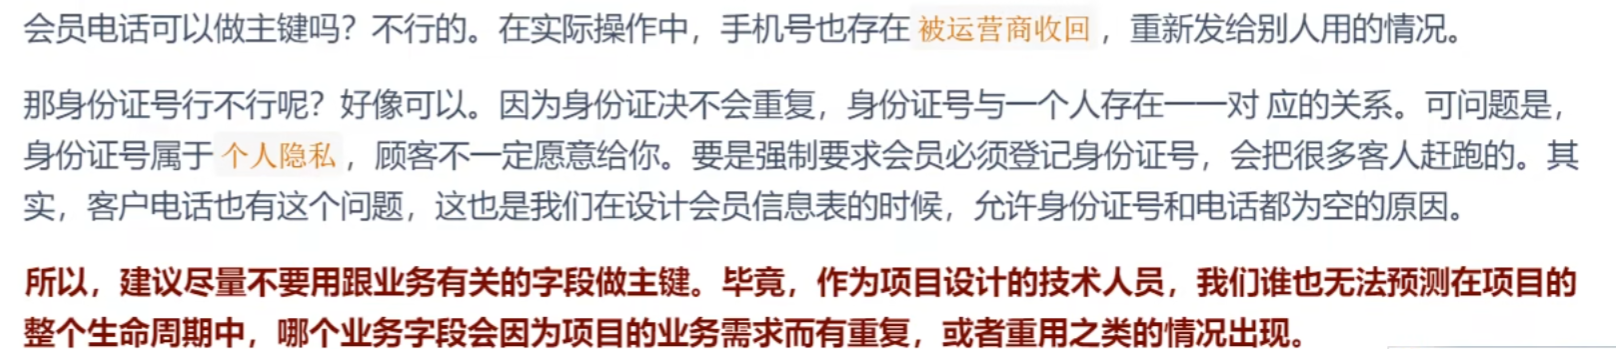 会员电话可以做主键吗？不行的。在实际操作中，手机号也存在 被运营商收回 ，重新发给别人用的情况。
那身份证号行不行呢？好像可以。因为身份证决不会重复，身份证号与一个人存在一一对 应的关系。可问题是，
身份证号属于 个人隐私 ，顾客不一定愿意给你。要是强制要求会员必须登记身份证号，会把很多客人赶跑的。其
实，客户电话也有这个问题，这也是我们在设计会员信息表的时候，允许身份证号和电话都为空的原因。
所以，建议尽量不要用跟业务有关的字段做主键。毕竟，作为项目设计的技术人员，我们谁也无法预测在项目的
整个生命周期中，哪个业务字段会因为项目的业务需求而有重复，或者重用之类的情况出现。